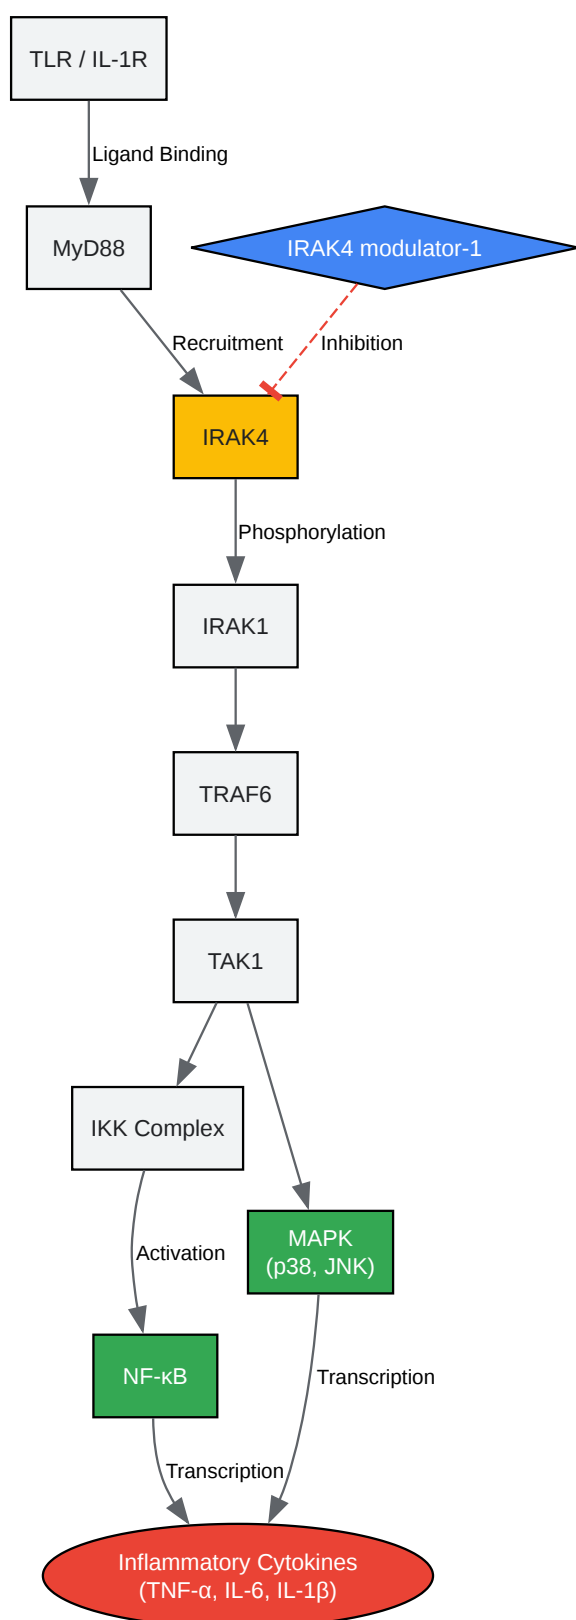 TLR / IL-1R
Ligand Binding
MyD88
IRAK4 modulator-1
Recruitment
Inhibition
IRAK4
Phosphorylation
IRAK1
TRAF6
TAK1
IKK Complex
MAPK
(p38, JNK)
Activation
NF-κB
Transcription
Transcription
Inflammatory Cytokines
(TNF-α, IL-6, IL-1β)